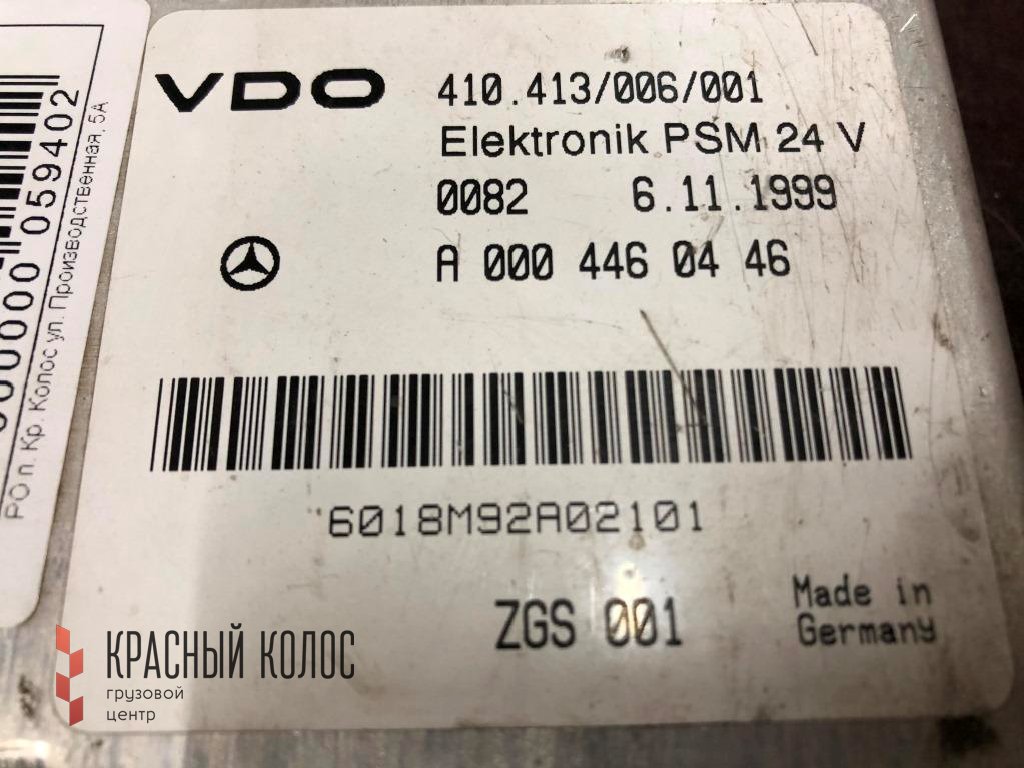 VDO
410.413/006/001
Elektronik PSM 24 V
0082 6.11.1999
A 000 446 04 46
6018M92A02101
ZGS 001
Made in
Germany
059402
РО п. Кр. Колос ул. Производственная, 5А
КРАСНЫЙ КОЛОС
грузовой
центр